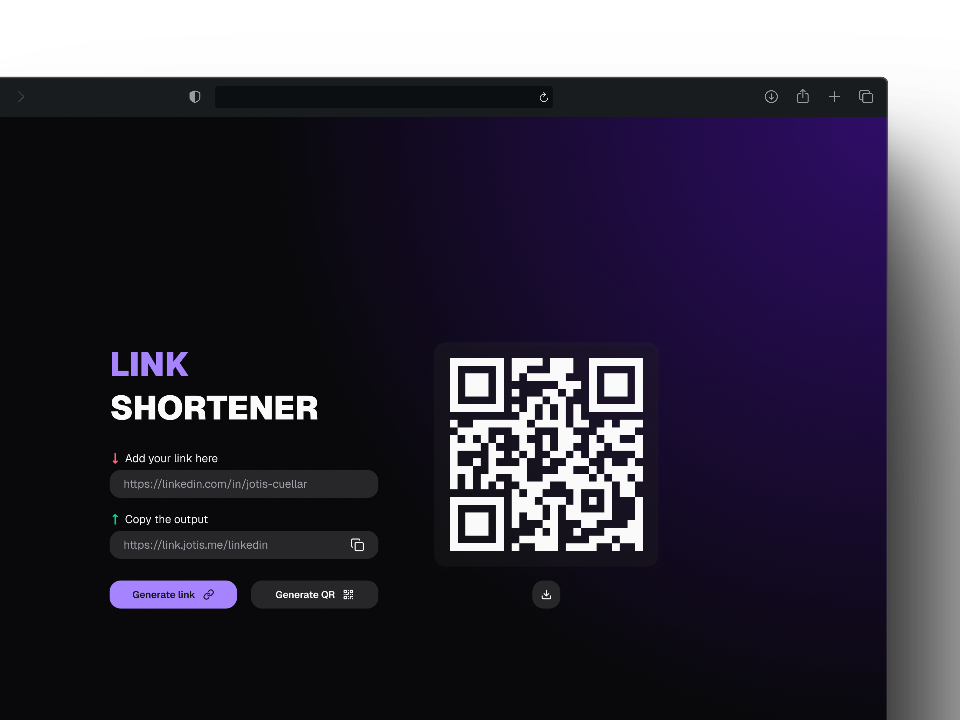 LINK
SHORTENER
↓ Add your link here
https://linkedin.com/in/jotis-cuellar
↑ Copy the output
https://link.jotis.me/linkedin
Generate link
Generate QR